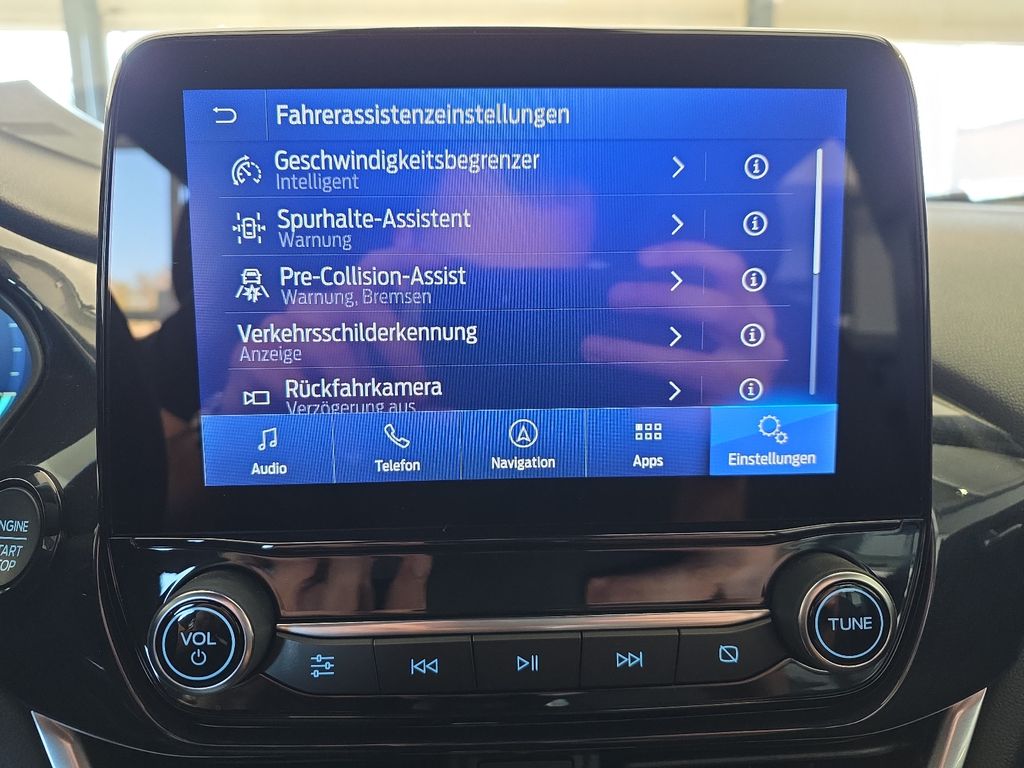 Fahrerassistenzeinstellungen
Geschwindigkeitsbegrenzer
Intelligent
Spurhalte-Assistent
Warnung
Pre-Collision-Assist
Warnung, Bremsen
Verkehrsschilderkennung
Anzeige
Rückfahrkamera
Verzögerung aus
Audio
Telefon
Navigation
Apps
Einstellungen
ENGINE
START
STOP
VOL
TUNE